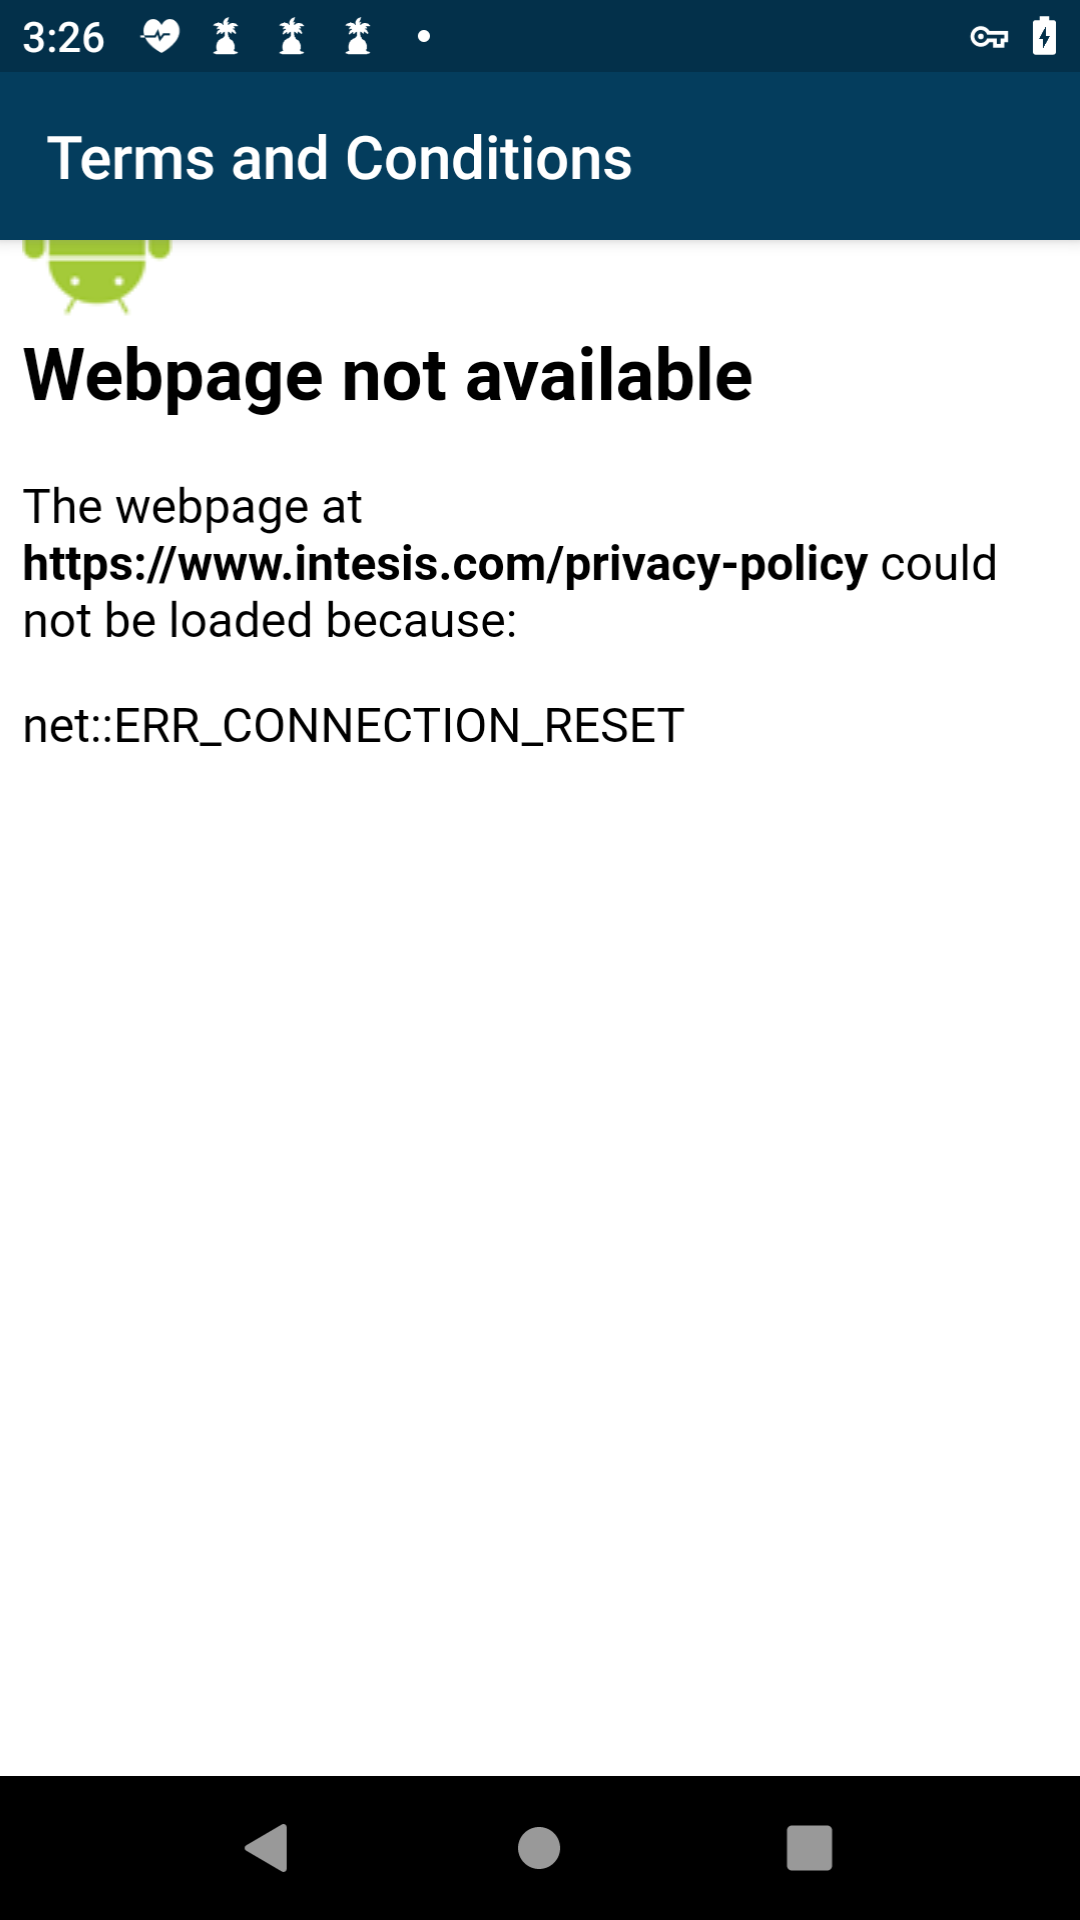 3:26
Terms and Conditions
Webpage not available
The webpage at
https://www.intesis.com/privacy-policy could
not be loaded because:
net::ERR_CONNECTION_RESET